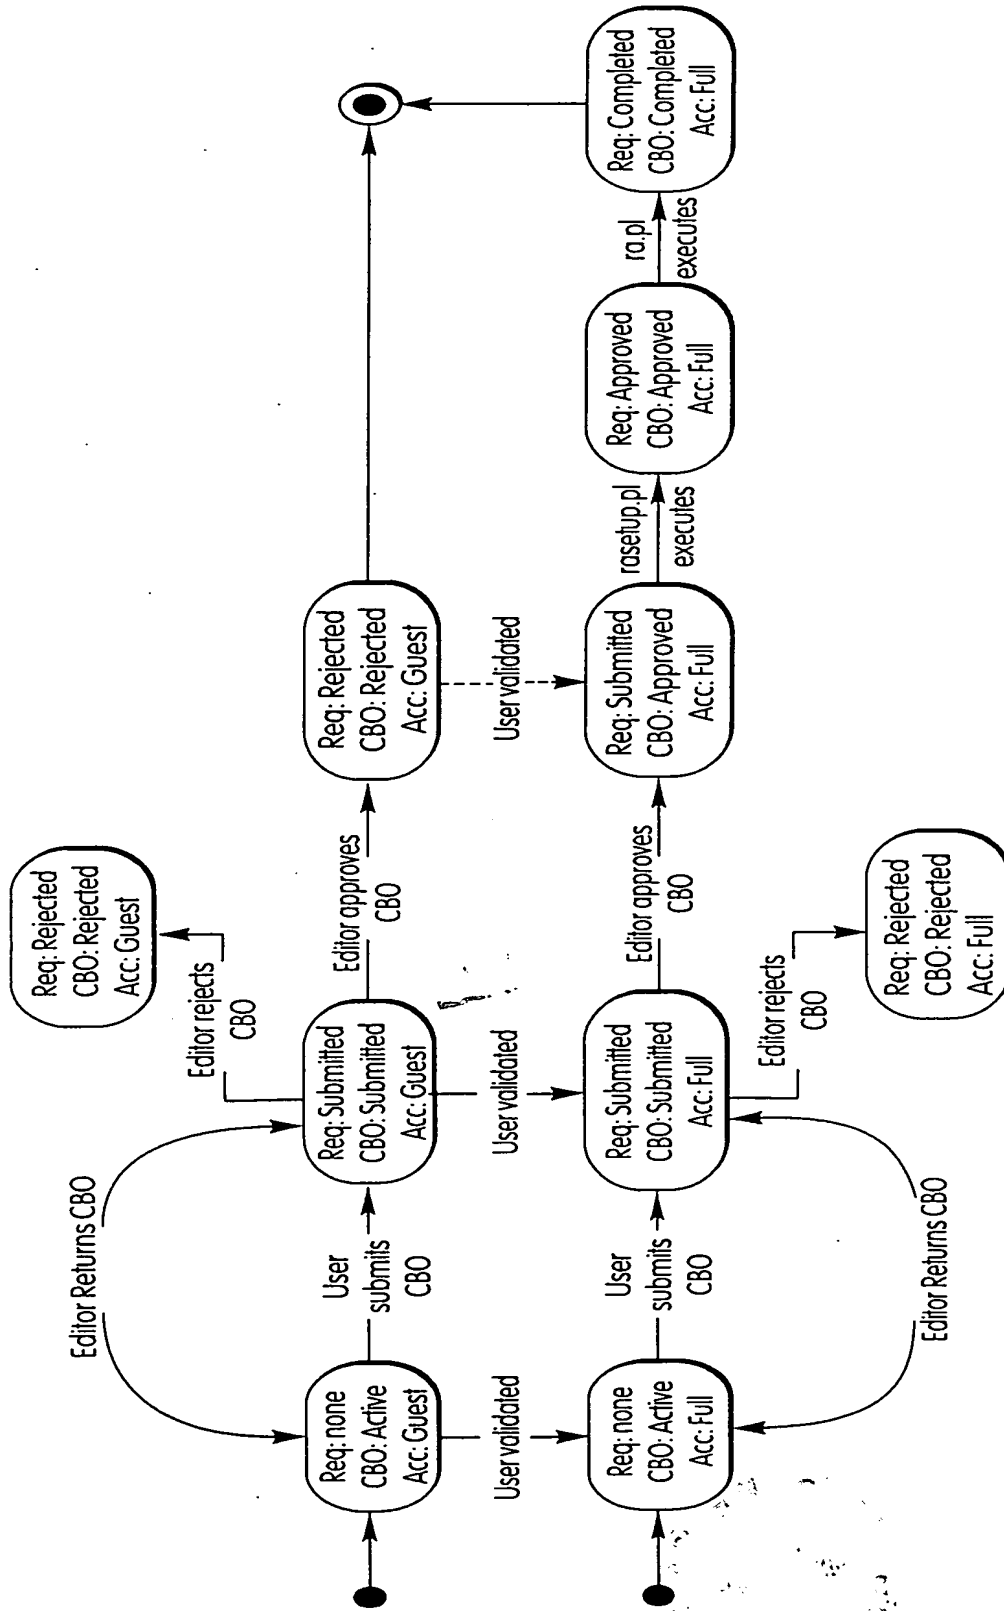 Editor Returns CBO
Editor rejects
CBO
Req: Rejected
CBO: Rejected
Acc: Guest
Req: none
CBO: Active
Acc: Guest
User
submits
CBO
Req: Submitted
CBO: Submitted
Acc: Guest
Editor approves
CBO
Req: Rejected
CBO: Rejected
Acc: Guest
User validated
User validated
User validated
Req: none
CBO: Active
Acc: Full
User
submits
CBO
Req: Submitted
CBO: Submitted
Acc: Full
Editor approves
CBO
Req: Submitted
CBO: Approved
Acc: Full
rasetup.pl
executes
Req: Approved
CBO: Approved
Acc: Full
ra.pl
executes
Req: Completed
CBO: Completed
Acc: Full
Editor Returns CBO
Editor rejects
CBO
Req: Rejected
CBO: Rejected
Acc: Full